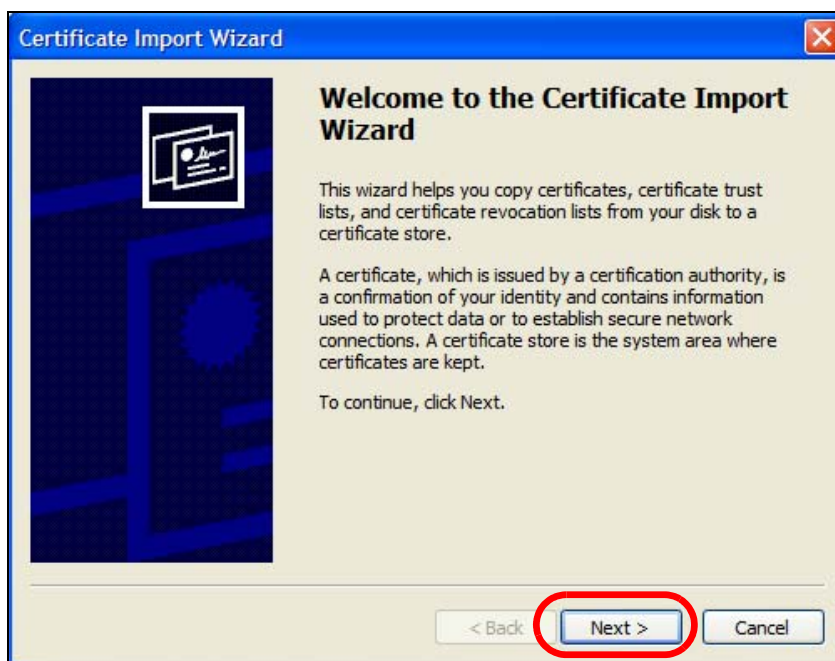 Certificate Import Wizard
Welcome to the Certificate Import
Wizard
This wizard helps you copy certificates, certificate trust
lists, and certificate revocation lists from your disk to a
certificate store.
A certificate, which is issued by a certification authority, is
a confirmation of your identity and contains information
used to protect data or to establish secure network
connections. A certificate store is the system area where
certificates are kept.
To continue, click Next.
< Back
Next >
Cancel